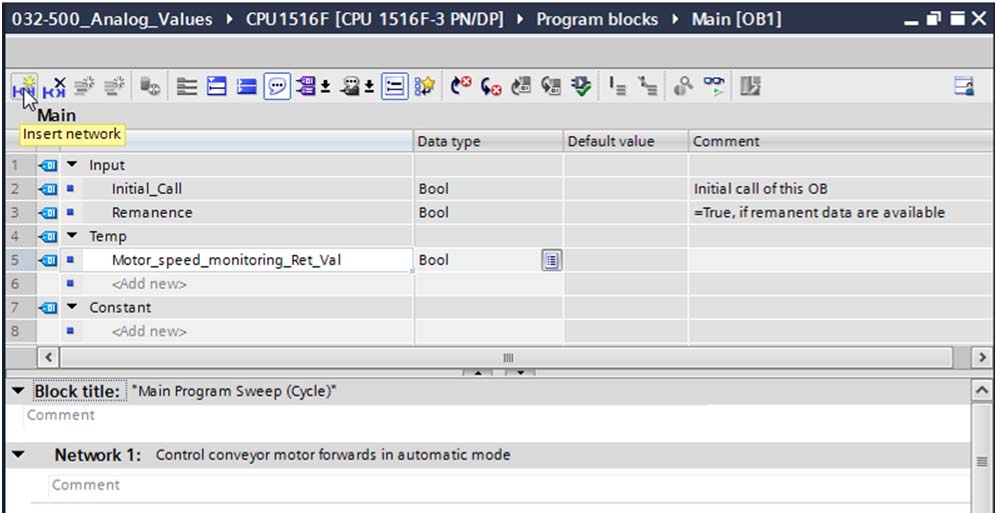 032-500_Analog_Values ▸ CPU1516F [CPU 1516F-3 PN/DP] ▸ Program blocks ▸ Main [OB1]
Main
Insert network
Data type Default value Comment
1 Input
2 Initial_Call Bool Initial call of this OB
3 Remanence Bool =True, if remanent data are available
4 Temp
5 Motor_speed_monitoring_Ret_Val Bool
6 <Add new>
7 Constant
8 <Add new>
Block title: "Main Program Sweep (Cycle)"
Comment
Network 1: Control conveyor motor forwards in automatic mode
Comment